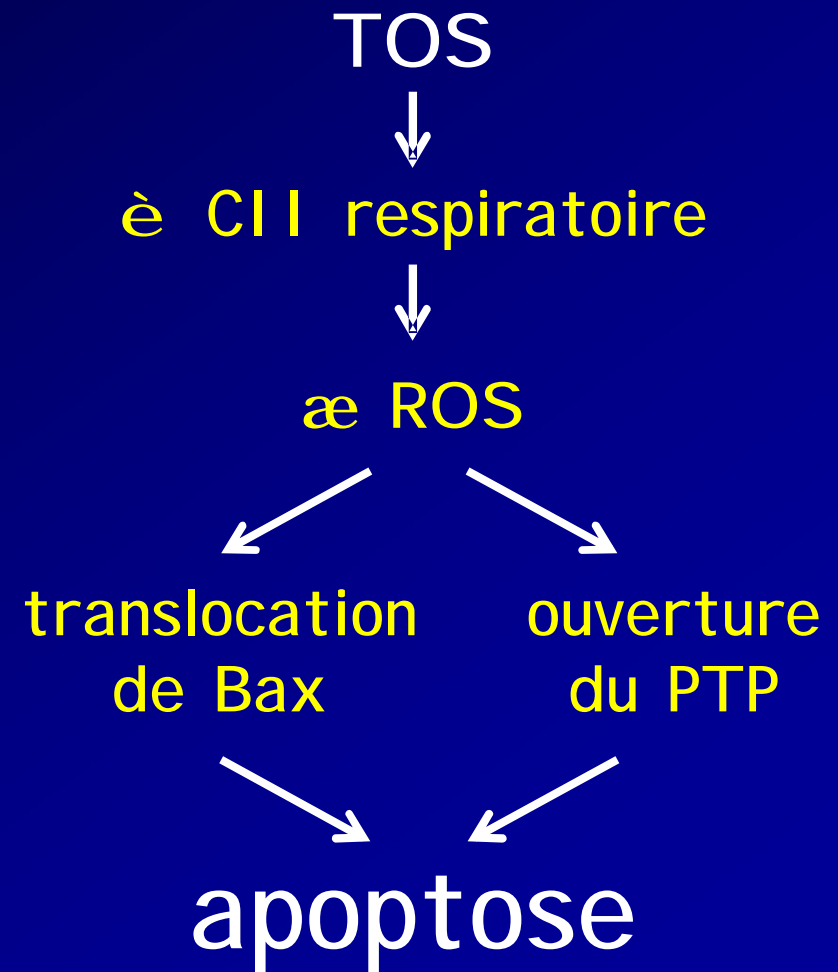 TOS
è CII respiratoire
æ ROS
translocation
de Bax
ouverture
du PTP
apoptose